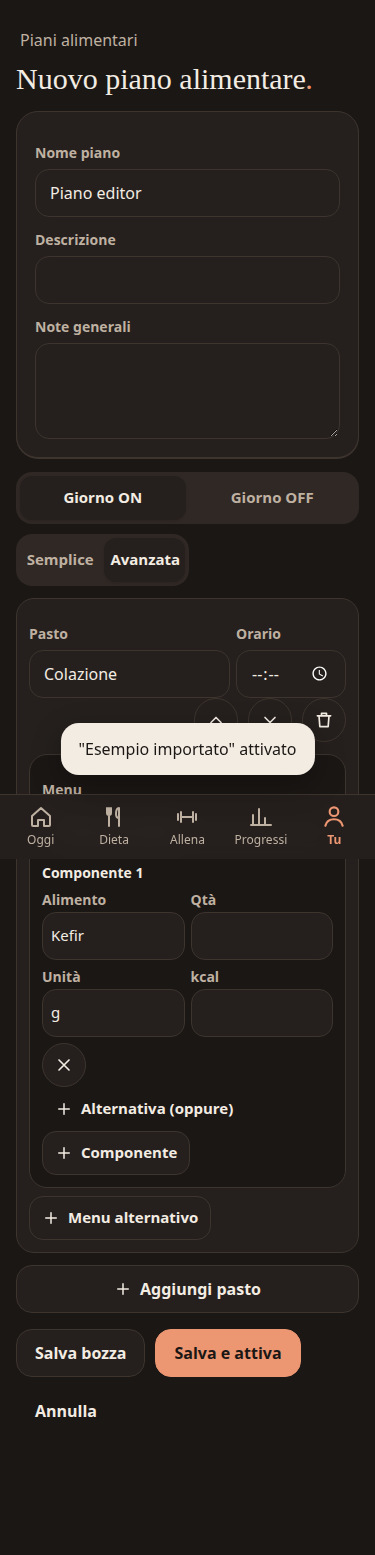 Piani alimentari
Nuovo piano alimentare.
Nome piano
Piano editor
Descrizione
Note generali
Giorno ON Giorno OFF
Semplice Avanzata
Pasto Orario
Colazione --:--
"Esempio importato" attivato
Menu
Oggi Dieta Allena Progressi Tu
Componente 1
Alimento Qtà
Kefir
Unità kcal
g
Alternativa (oppure)
Componente
Menu alternativo
Aggiungi pasto
Salva bozza Salva e attiva
Annulla